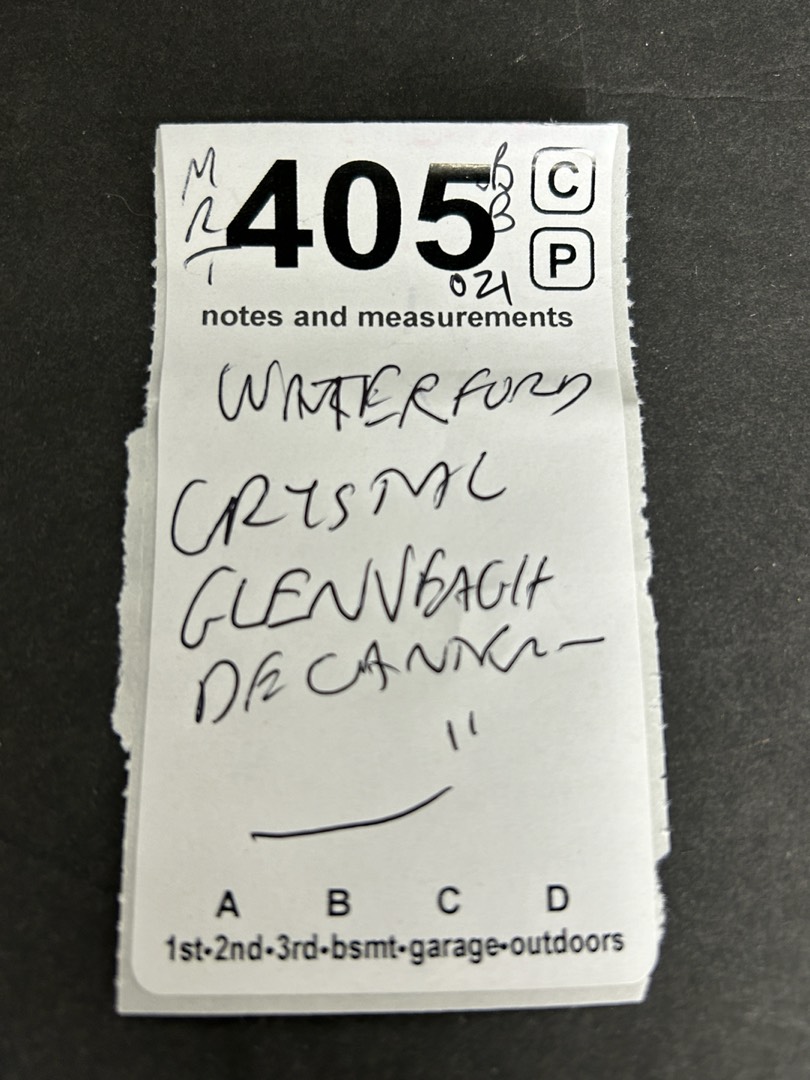 M
R
T
405
B
B
021
C
P
notes and measurements
WATERFORD
CRYSTAL
GLENVEAGH
DECANTER
"
A B C D
1st•2nd•3rd•bsmt•garage•outdoors